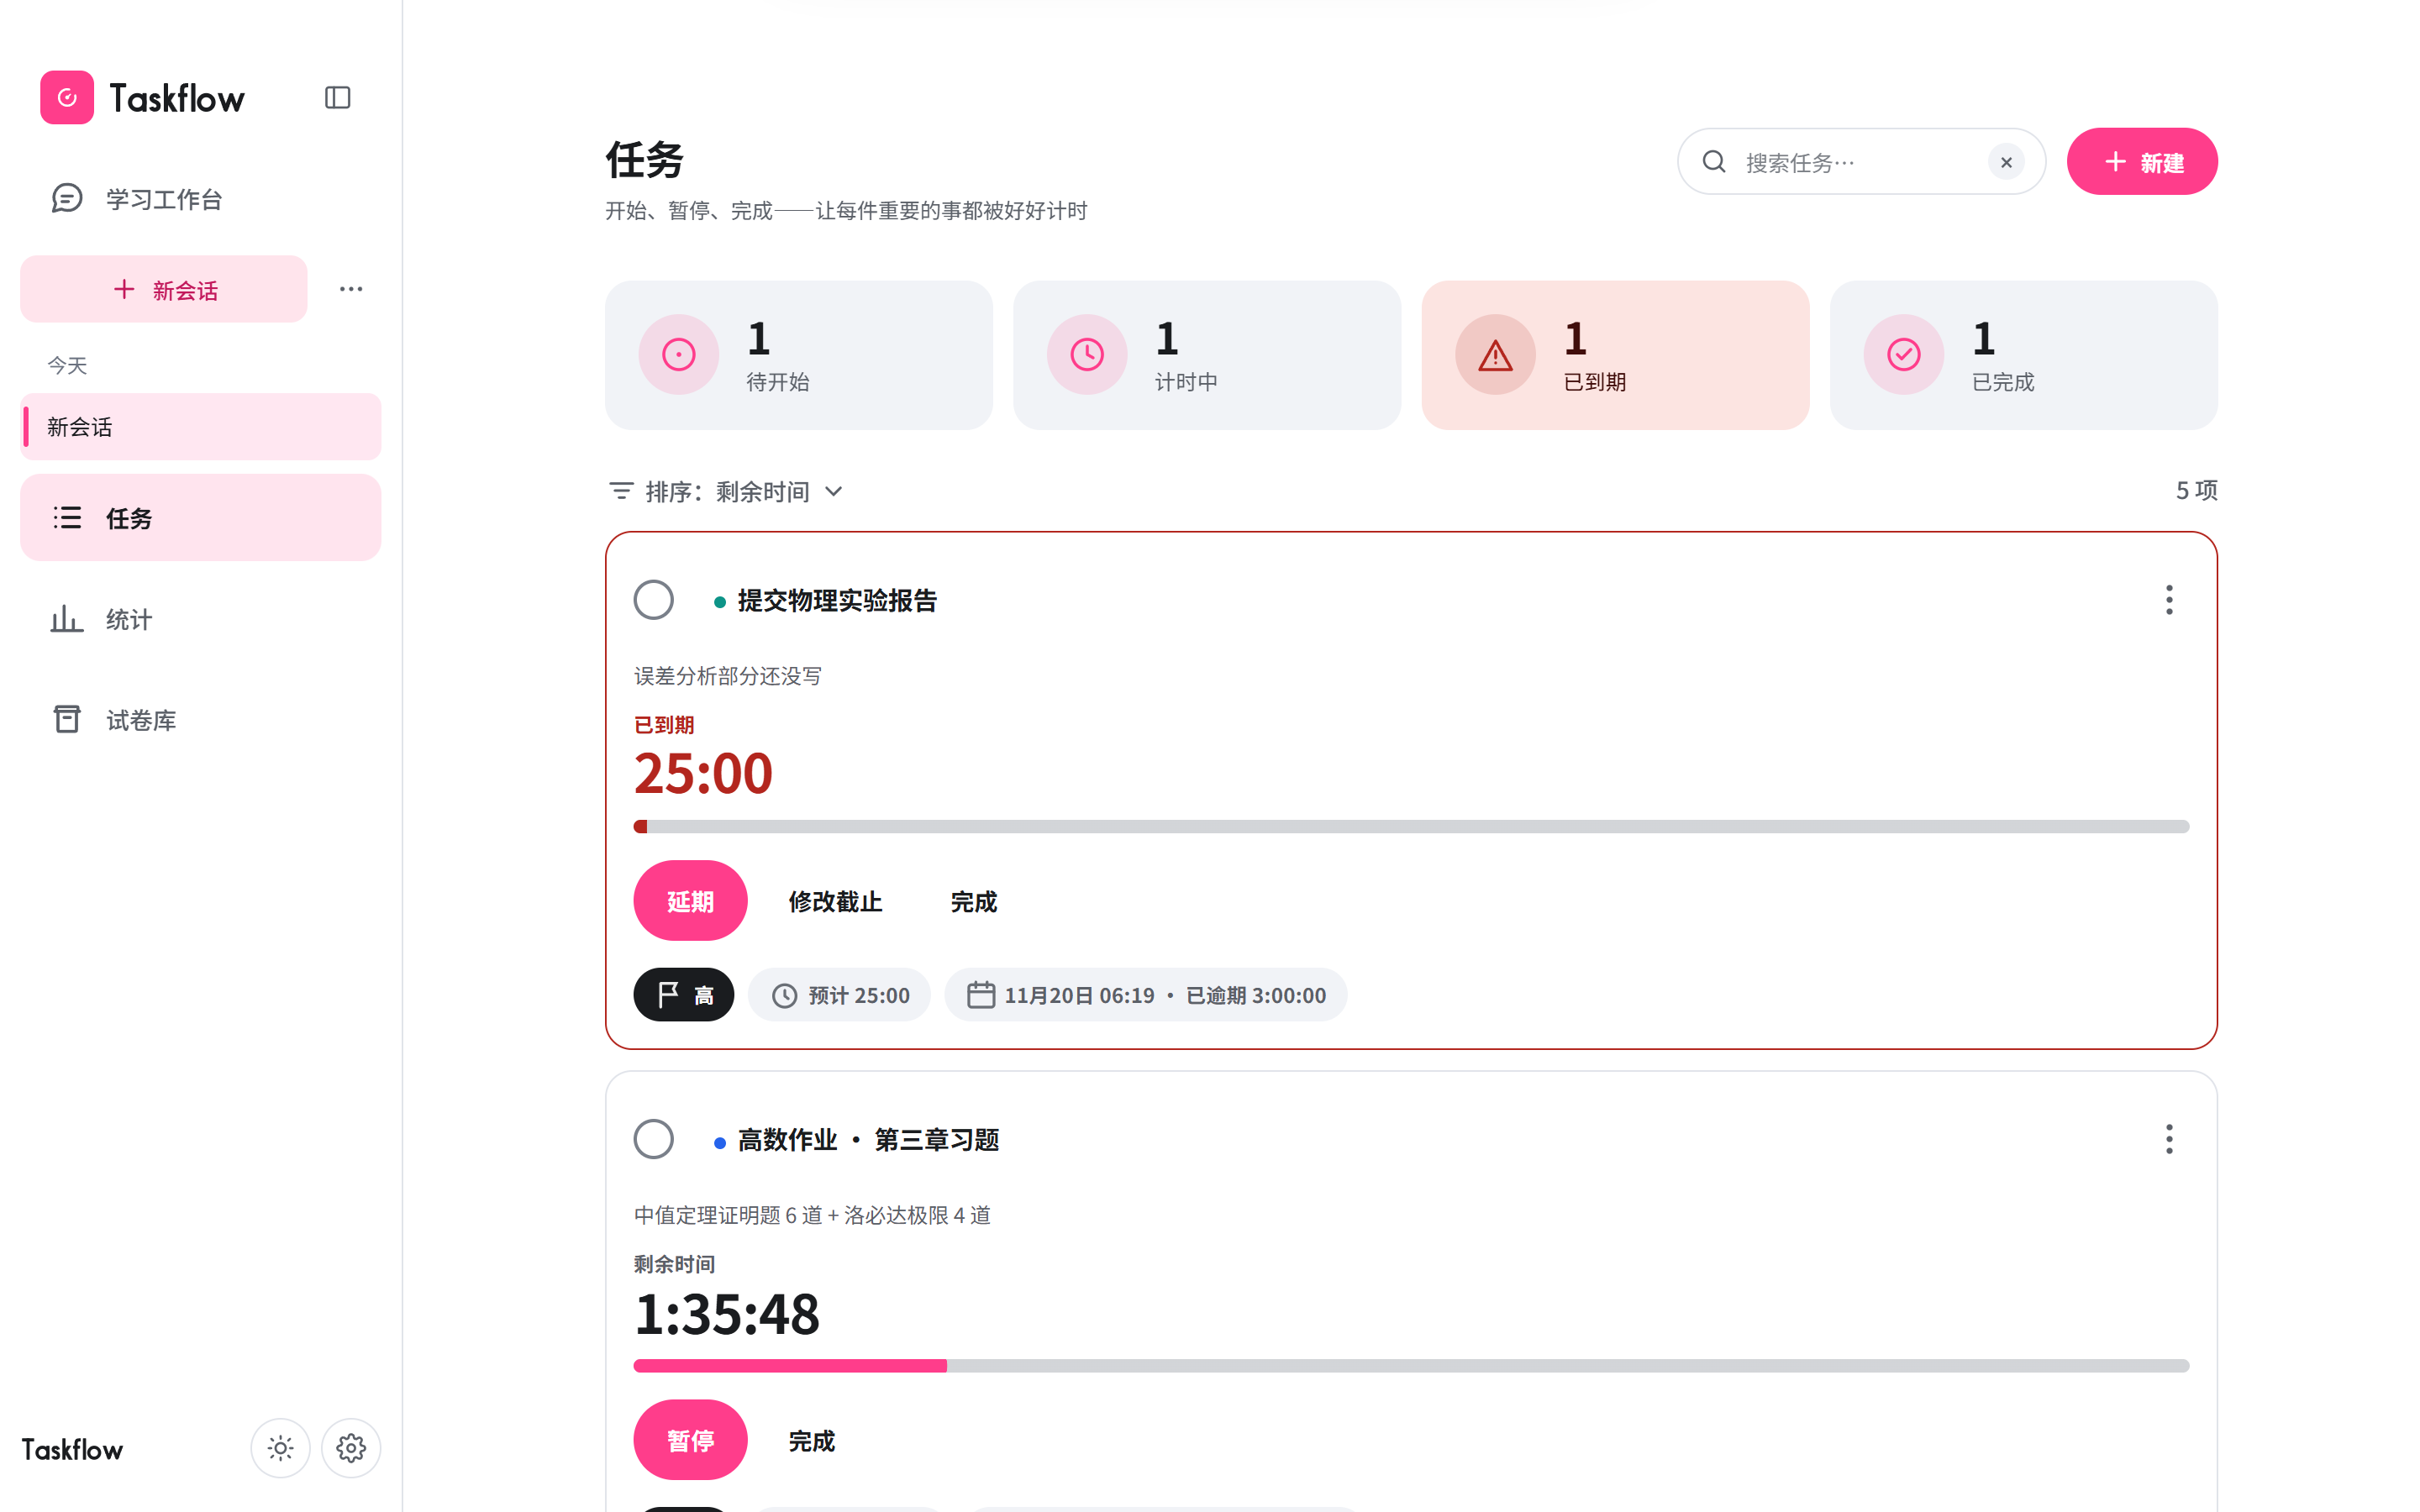 Taskflow
学习工作台
新会话
今天
新会话
任务
统计
试卷库
Taskflow
任务
开始、暂停、完成——让每件重要的事都被好好计时
搜索任务…
新建
1
待开始
1
计时中
1
已到期
1
已完成
排序：剩余时间
5 项
提交物理实验报告
误差分析部分还没写
已到期
25:00
延期 修改截止 完成
高 预计 25:00 11月20日 06:19 · 已逾期 3:00:00
高数作业 · 第三章习题
中值定理证明题 6 道 + 洛必达极限 4 道
剩余时间
1:35:48
暂停 完成